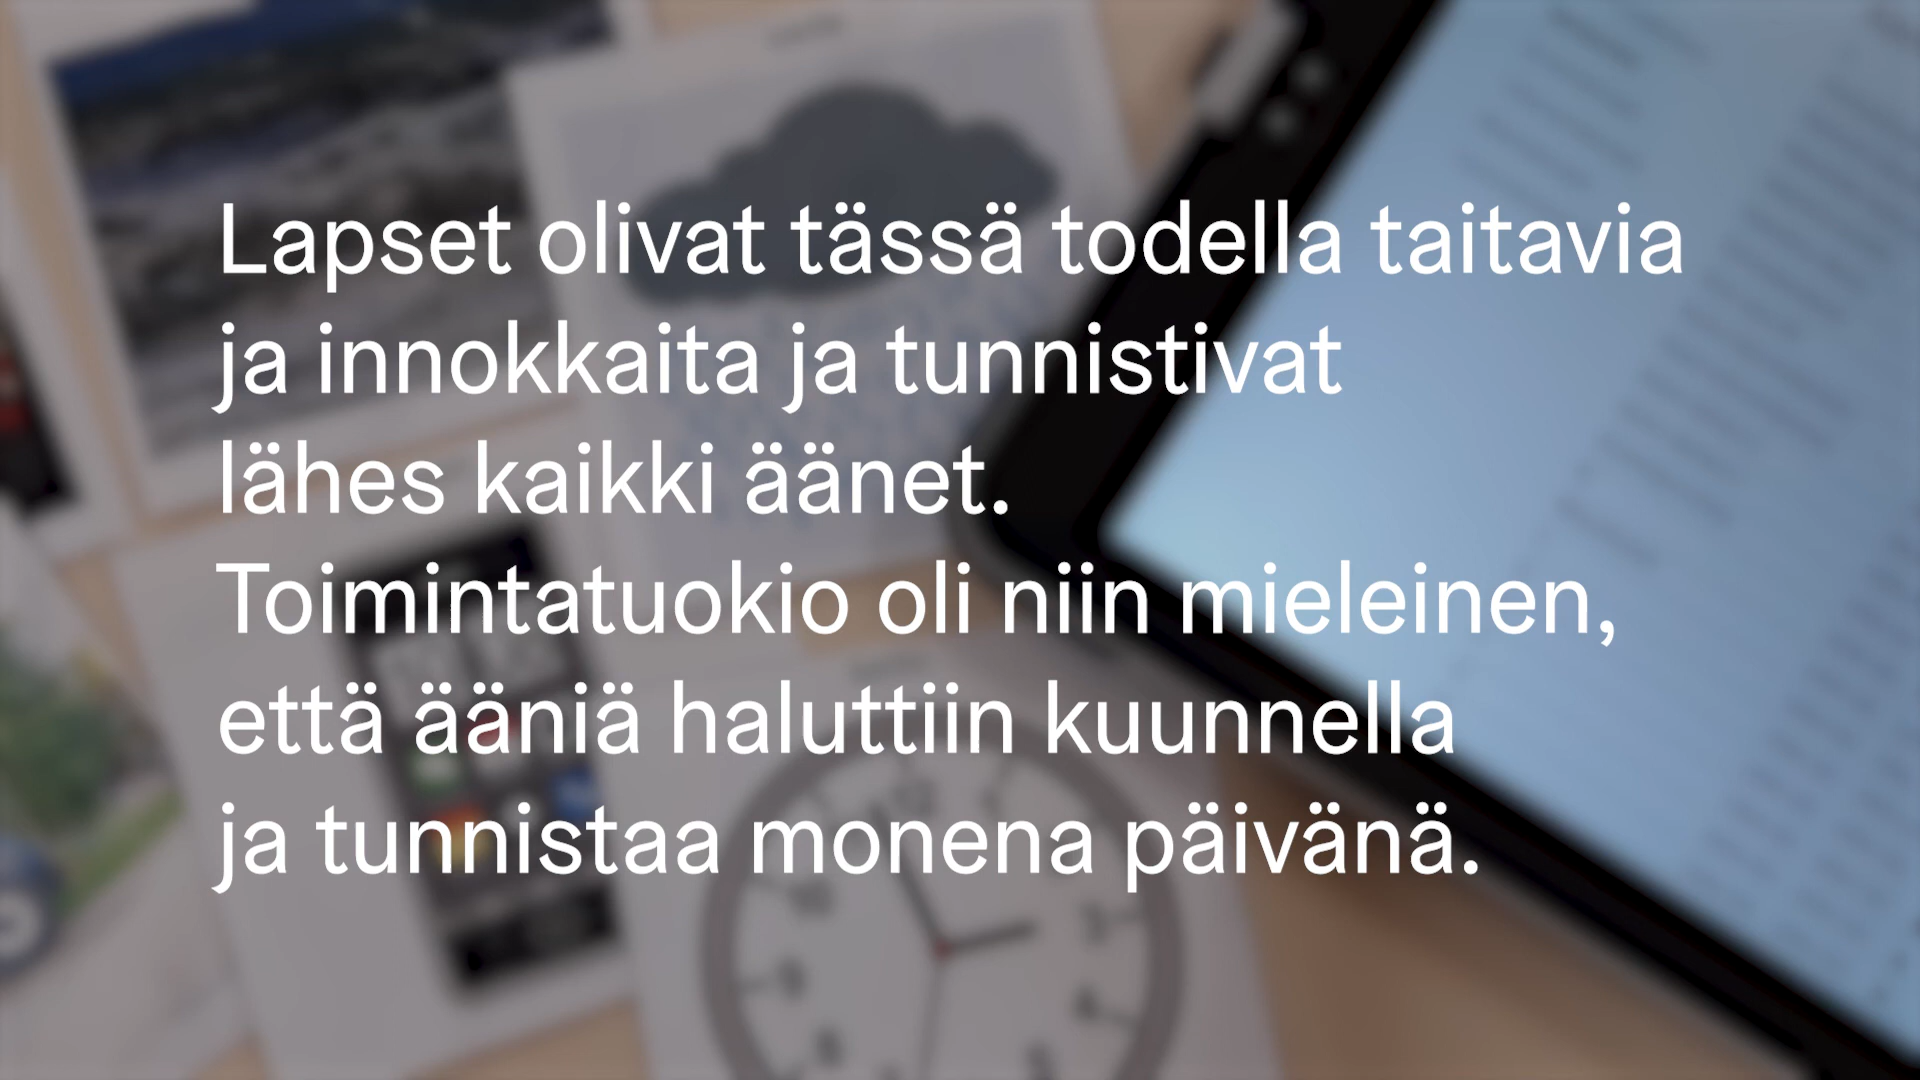 Lapset olivat tässä todella taitavia
ja innokkaita ja tunnistivat
lähes kaikki äänet.
Toimintatuokio oli niin mieleinen,
että ääniä haluttiin kuunnella
ja tunnistaa monena päivänä.